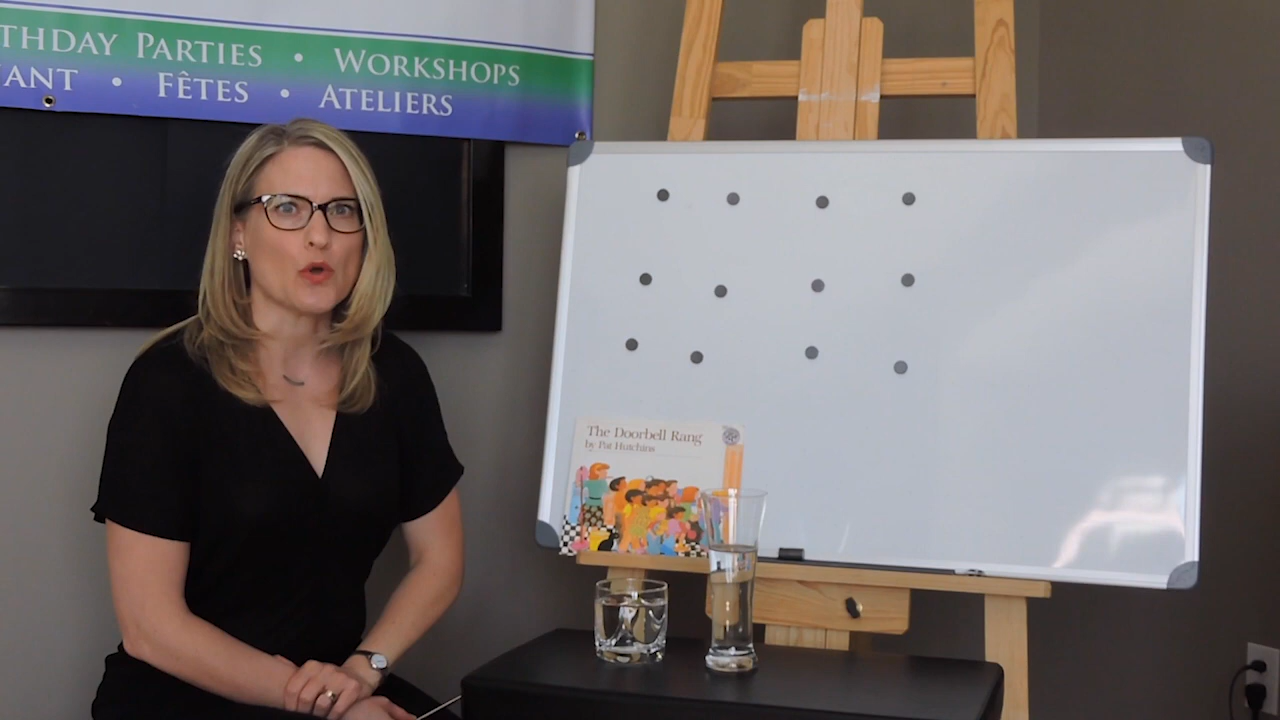 THDAY PARTIES • WORKSHOPS
ANT • FÊTES • ATELIERS
The Doorbell Rang
by Pat Hutchins